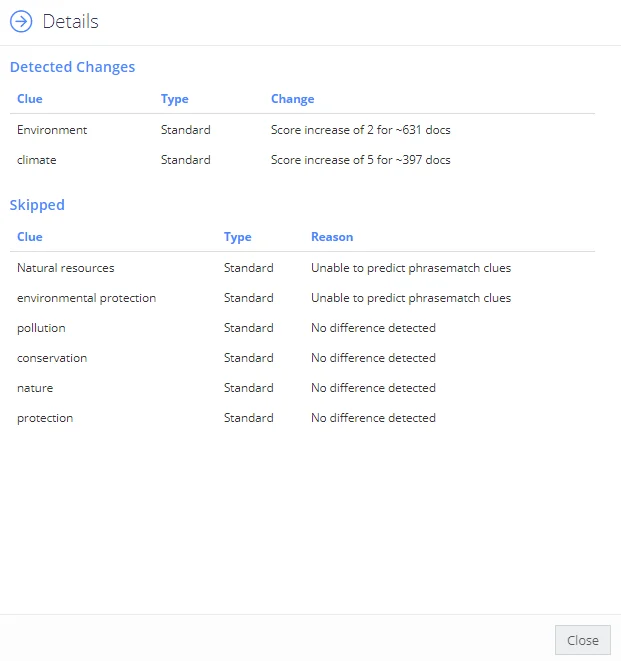 Details
Detected Changes
Clue Type Change
Environment Standard Score increase of 2 for ~631 docs
climate Standard Score increase of 5 for ~397 docs
Skipped
Clue Type Reason
Natural resources Standard Unable to predict phrasematch clues
environmental protection Standard Unable to predict phrasematch clues
pollution Standard No difference detected
conservation Standard No difference detected
nature Standard No difference detected
protection Standard No difference detected
Close